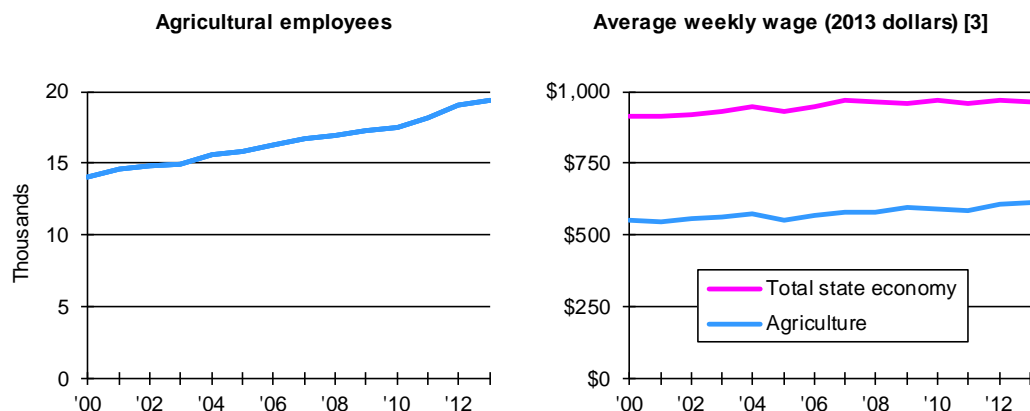 Agricultural employees
Thousands
20
15
10
5
0
'00 '02 '04 '06 '08 '10 '12
Average weekly wage (2013 dollars) [3]
$1,000
$750
$500
$250
$0
Total state economy
Agriculture
'00 '02 '04 '06 '08 '10 '12